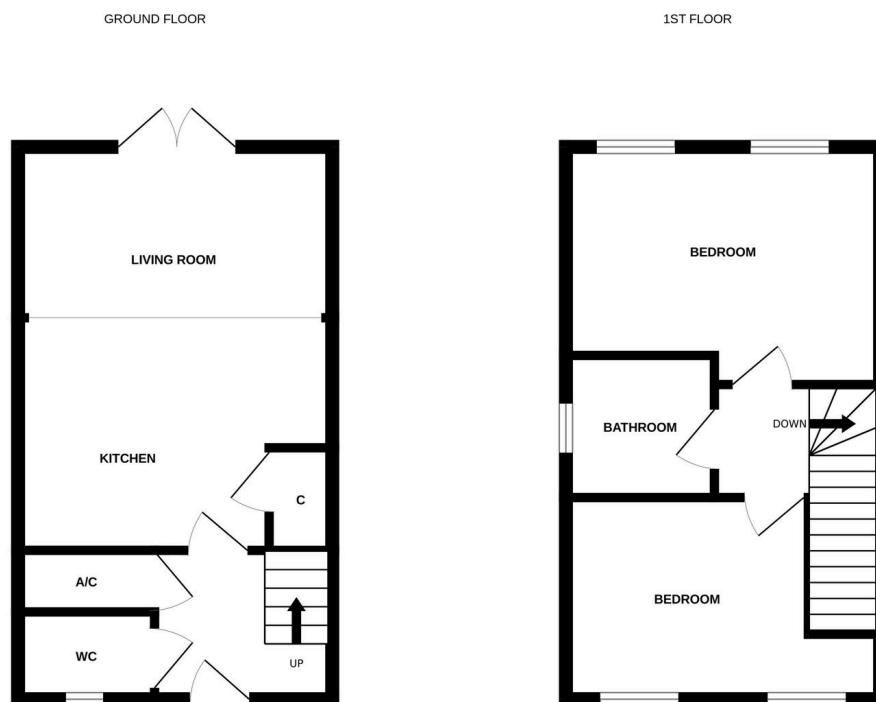 GROUND FLOOR
LIVING ROOM
KITCHEN
C
A/C
WC
UP
1ST FLOOR
BEDROOM
BATHROOM
DOWN
BEDROOM